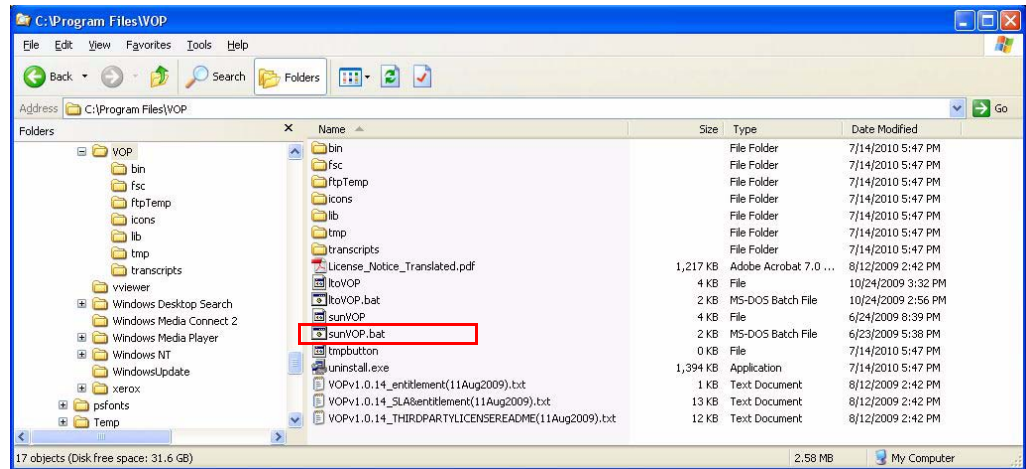 C:\Program Files\VOP
File Edit View Favorites Tools Help
Back Search Folders
Address C:\Program Files\VOP Go
Folders Name Size Type Date Modified
VOP bin File Folder 7/14/2010 5:47 PM
bin fsc File Folder 7/14/2010 5:47 PM
fsc ftpTemp File Folder 7/14/2010 5:47 PM
ftpTemp icons File Folder 7/14/2010 5:47 PM
icons lib File Folder 7/14/2010 5:47 PM
lib tmp File Folder 7/14/2010 5:47 PM
tmp transcripts File Folder 7/14/2010 5:47 PM
transcripts License_Notice_Translated.pdf 1,217 KB Adobe Acrobat 7.0 ... 8/12/2009 2:42 PM
vviewer ltoVOP 4 KB File 10/24/2009 3:32 PM
Windows Desktop Search ltoVOP.bat 2 KB MS-DOS Batch File 10/24/2009 2:56 PM
Windows Media Connect 2 sunVOP 4 KB File 6/24/2009 8:39 PM
Windows Media Player sunVOP.bat 2 KB MS-DOS Batch File 6/23/2009 5:38 PM
Windows NT tmpbutton 0 KB File 7/14/2010 5:47 PM
WindowsUpdate uninstall.exe 1,394 KB Application 7/14/2010 5:47 PM
xerox VOPv1.0.14_entitlement(11Aug2009).txt 1 KB Text Document 8/12/2009 2:42 PM
psfonts VOPv1.0.14_SLA&entitlement(11Aug2009).txt 13 KB Text Document 8/12/2009 2:42 PM
Temp VOPv1.0.14_THIRDPARTYLICENSEREADME(11Aug2009).txt 12 KB Text Document 8/12/2009 2:42 PM
17 objects (Disk free space: 31.6 GB) 2.58 MB My Computer